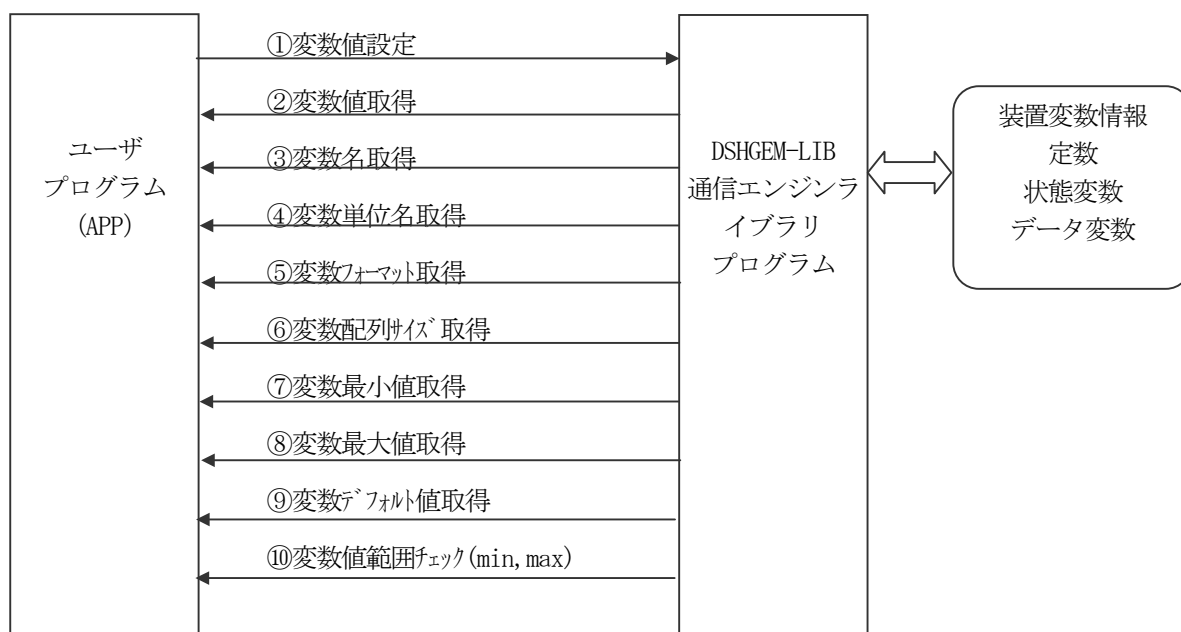 ユーザ
プログラム
(APP)
①変数値設定
②変数値取得
③変数名取得
④変数単位名取得
⑤変数ﾌｫｰﾏｯﾄ取得
⑥変数配列ｻｲｽﾞ取得
⑦変数最小値取得
⑧変数最大値取得
⑨変数ﾃﾞﾌｫﾙﾄ値取得
⑩変数値範囲ﾁｪｯｸ(min,max)
DSHGEM-LIB
通信エンジンラ
イブラリ
プログラム
装置変数情報
定数
状態変数
データ変数